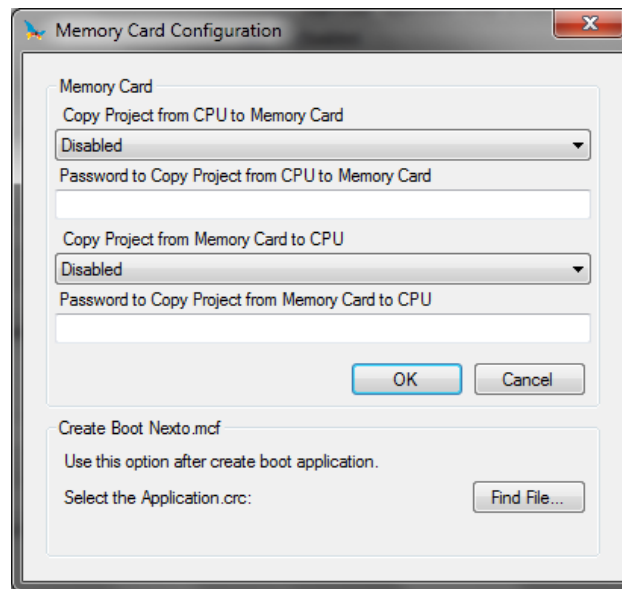 Memory Card Configuration
Memory Card
Copy Project from CPU to Memory Card
Disabled
Password to Copy Project from CPU to Memory Card
Copy Project from Memory Card to CPU
Disabled
Password to Copy Project from Memory Card to CPU
OK Cancel
Create Boot Nexto.mcf
Use this option after create boot application.
Select the Application.crc: Find File...